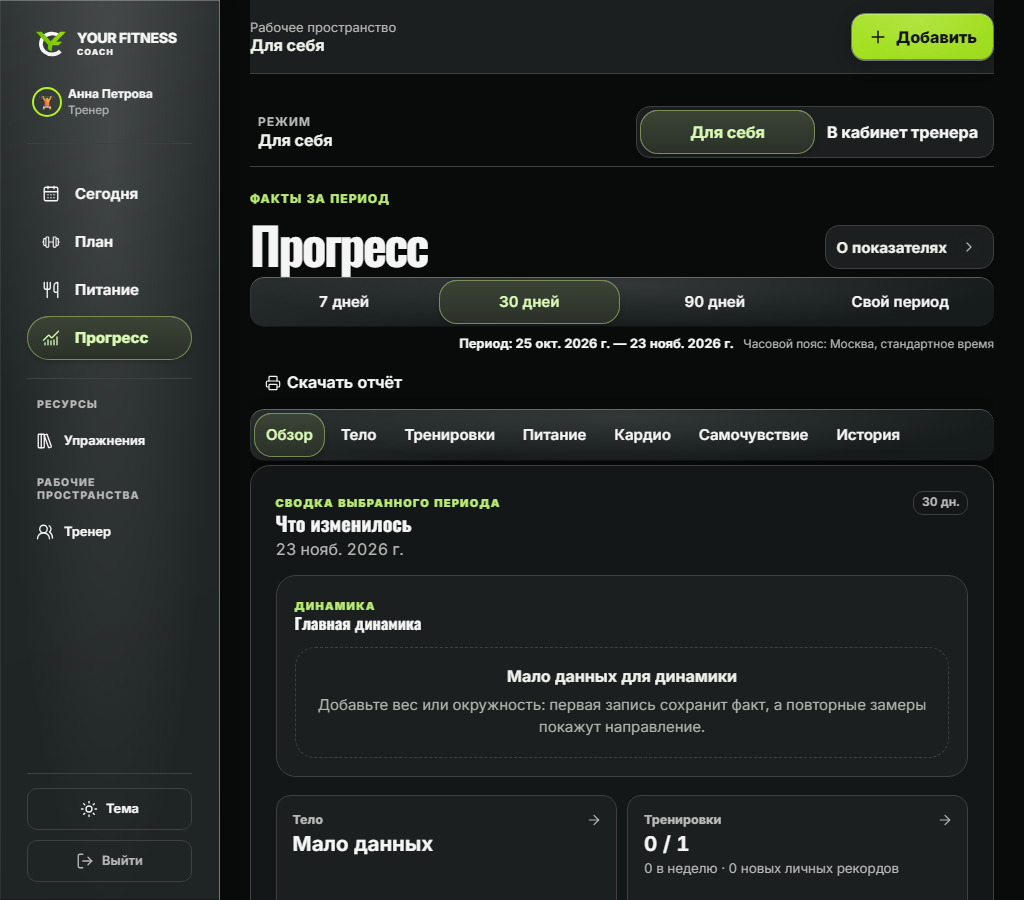 YOUR FITNESS
COACH
Анна Петрова
Тренер
Сегодня
План
Питание
Прогресс
РЕСУРСЫ
Упражнения
РАБОЧИЕ
ПРОСТРАНСТВА
Тренер
Тема
Выйти
Рабочее пространство
Для себя
Добавить
РЕЖИМ
Для себя
Для себя
В кабинет тренера
ФАКТЫ ЗА ПЕРИОД
Прогресс
О показателях
7 дней
30 дней
90 дней
Свой период
Период: 25 окт. 2026 г. — 23 нояб. 2026 г. Часовой пояс: Москва, стандартное время
Скачать отчёт
Обзор
Тело
Тренировки
Питание
Кардио
Самочувствие
История
СВОДКА ВЫБРАННОГО ПЕРИОДА
30 дн.
Что изменилось
23 нояб. 2026 г.
ДИНАМИКА
Главная динамика
Мало данных для динамики
Добавьте вес или окружность: первая запись сохранит факт, а повторные замеры
покажут направление.
Тело
Мало данных
Тренировки
0 / 1
0 в неделю · 0 новых личных рекордов